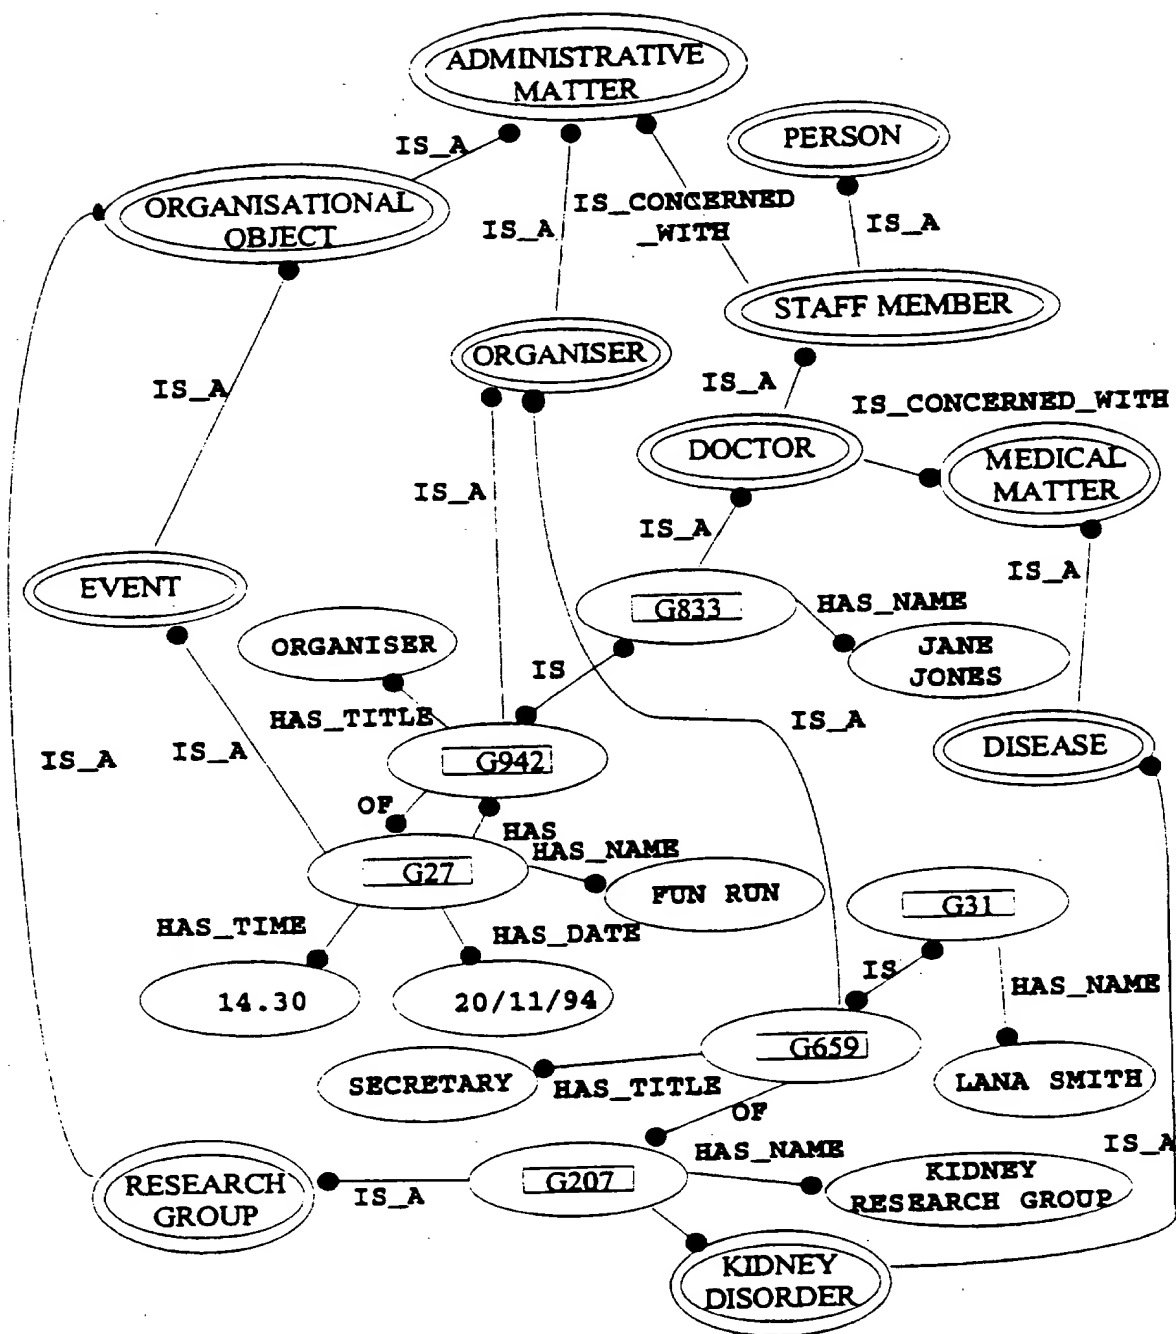 ADMINISTRATIVE
MATTER
PERSON
IS_A
ORGANISATIONAL
OBJECT
IS_A
IS_CONCERNED
_WITH
IS_A
STAFF MEMBER
ORGANISER
IS_A
IS_A
IS_CONCERNED_WITH
DOCTOR
MEDICAL
MATTER
IS_A
IS_A
IS_A
EVENT
G833
HAS_NAME
ORGANISER
JANE
JONES
IS
HAS_TITLE
IS_A
DISEASE
IS_A
IS_A
G942
OF
HAS
HAS_NAME
G27
FUN RUN
G31
HAS_TIME
HAS_DATE
IS
14.30
20/11/94
HAS_NAME
G659
SECRETARY
HAS_TITLE
LANA SMITH
OF
HAS_NAME
IS_A
RESEARCH
GROUP
IS_A
G207
KIDNEY
RESEARCH GROUP
KIDNEY
DISORDER